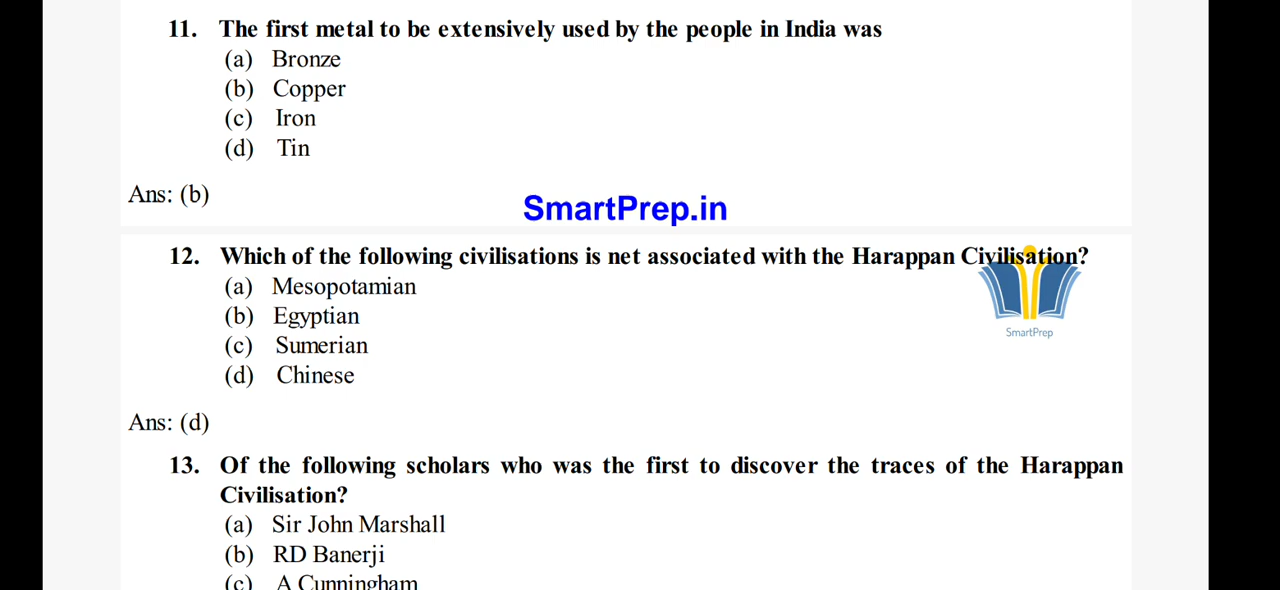 11. The first metal to be extensively used by the people in India was
(a) Bronze
(b) Copper
(c) Iron
(d) Tin
Ans: (b)
SmartPrep.in
12. Which of the following civilisations is net associated with the Harappan Civilisation?
(a) Mesopotamian
(b) Egyptian
(c) Sumerian
(d) Chinese
SmartPrep
Ans: (d)
13. Of the following scholars who was the first to discover the traces of the Harappan
Civilisation?
(a) Sir John Marshall
(b) RD Banerji
(c) A Cunningham